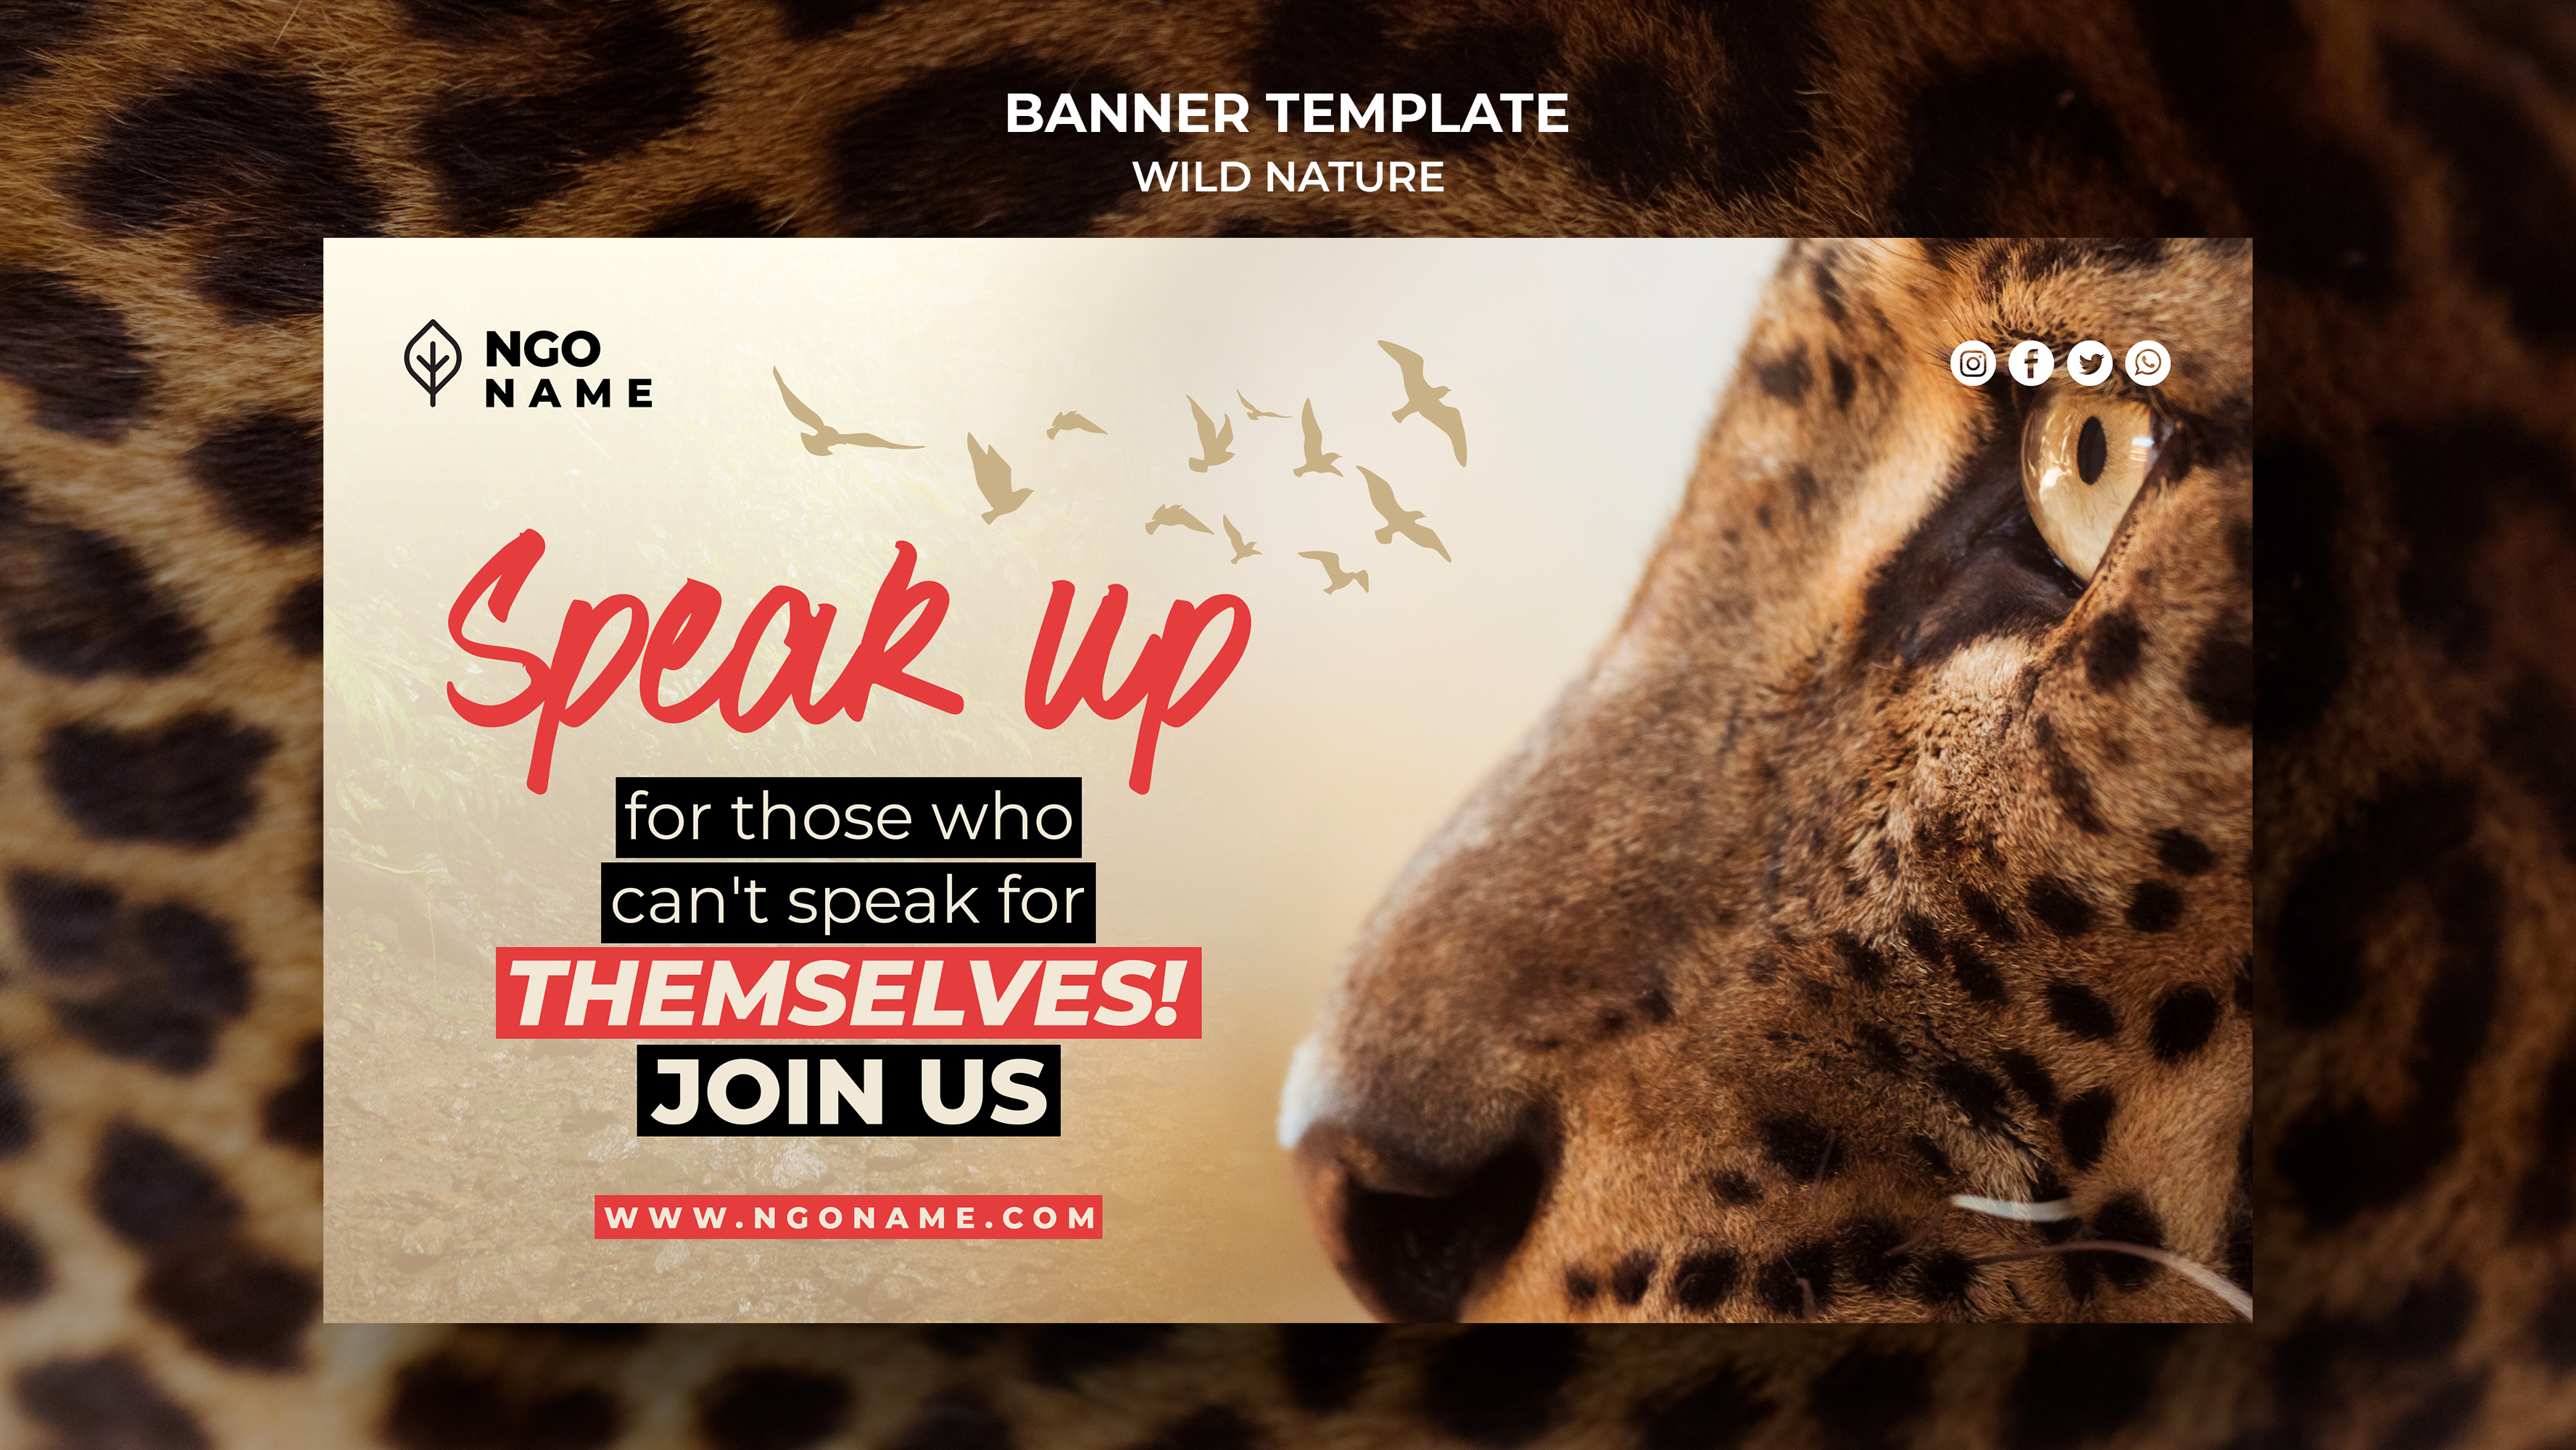 BANNER TEMPLATE
WILD NATURE
NGO
NAME
Speak up
for those who
can't speak for
THEMSELVES!
JOIN US
WWW.NGONAME.COM